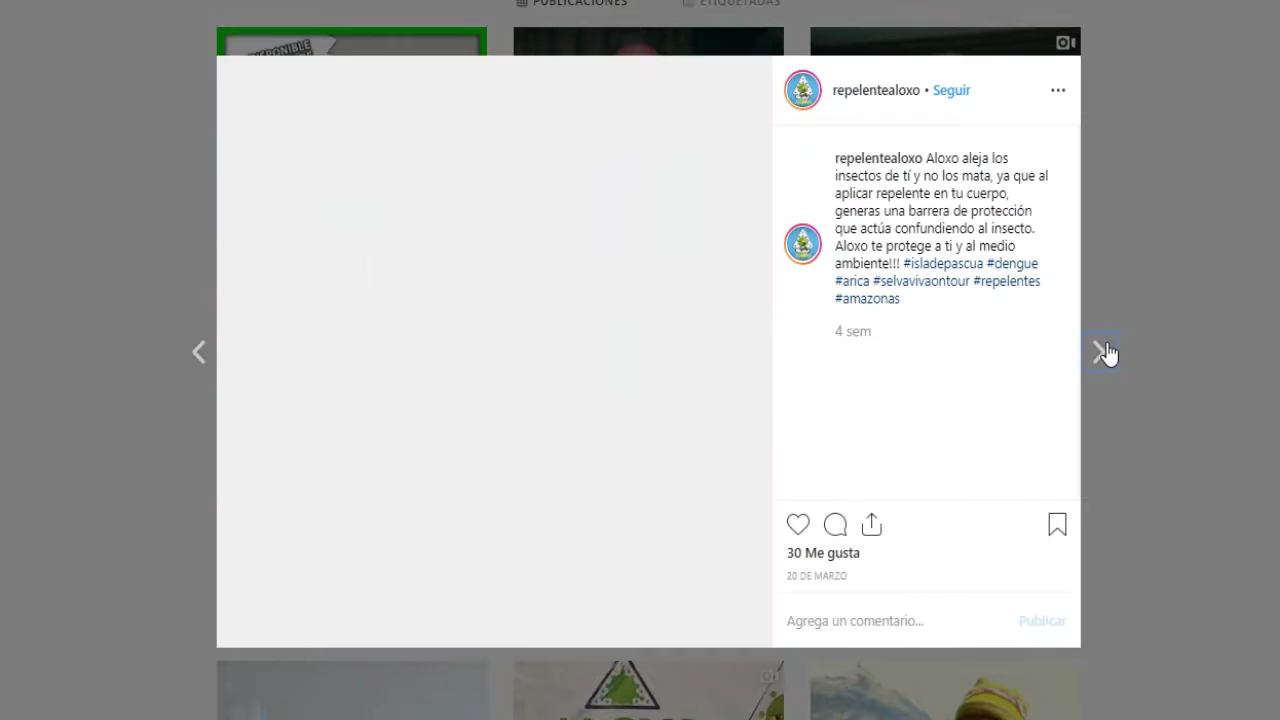 PUBLICACIONES
ETIQUETADAS
DISPONIBLE
repelentealoxo • Seguir
repelentealoxo Aloxo aleja los
insectos de tí y no los mata, ya que al
aplicar repelente en tu cuerpo,
generas una barrera de protección
que actúa confundiendo al insecto.
Aloxo te protege a ti y al medio
ambiente!!! #isladepascua #dengue
#arica #selvavivaontour #repelentes
#amazonas
4 sem
30 Me gusta
20 DE MARZO
Agrega un comentario...
Publicar